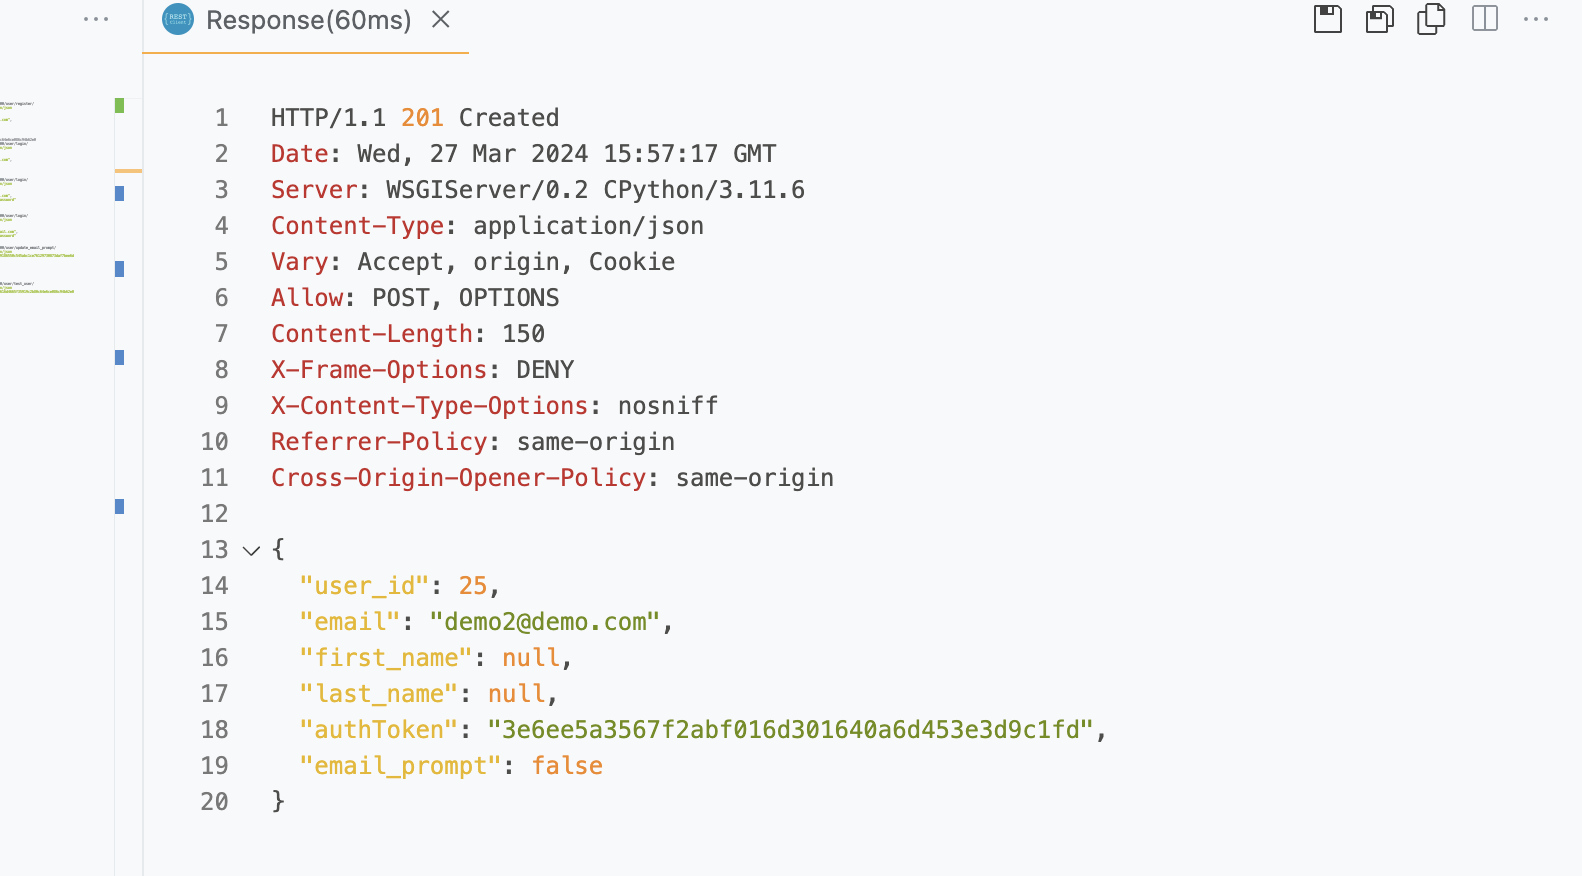 Response(60ms)
1 HTTP/1.1 201 Created
2 Date: Wed, 27 Mar 2024 15:57:17 GMT
3 Server: WSGIServer/0.2 CPython/3.11.6
4 Content-Type: application/json
5 Vary: Accept, origin, Cookie
6 Allow: POST, OPTIONS
7 Content-Length: 150
8 X-Frame-Options: DENY
9 X-Content-Type-Options: nosniff
10 Referrer-Policy: same-origin
11 Cross-Origin-Opener-Policy: same-origin
12
13 {
14 "user_id": 25,
15 "email": "demo2@demo.com",
16 "first_name": null,
17 "last_name": null,
18 "authToken": "3e6ee5a3567f2abf016d301640a6d453e3d9c1fd",
19 "email_prompt": false
20 }